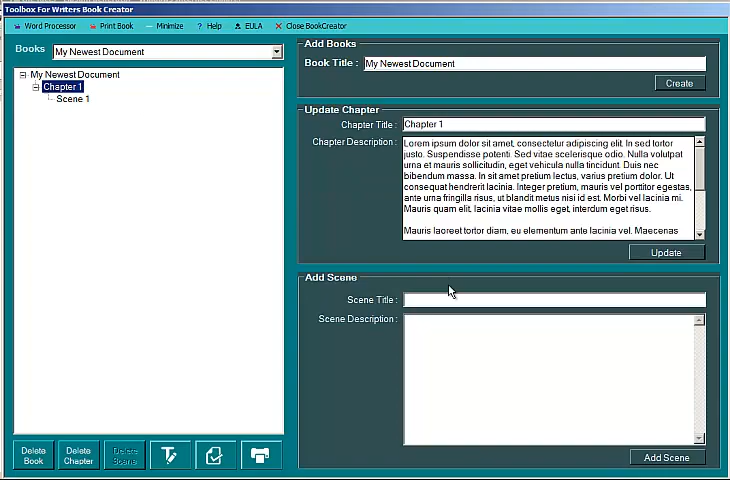 Toolbox For Writers Book Creator
Word Processor Print Book Minimize ? Help EULA Close BookCreator
Books My Newest Document
My Newest Document
Chapter 1
Scene 1
Delete Book
Delete Chapter
Delete Scene
Add Books
Book Title : My Newest Document
Create
Update Chapter
Chapter Title : Chapter 1
Chapter Description : Lorem ipsum dolor sit amet, consectetur adipiscing elit. In sed tortor
justo. Suspendisse potenti. Sed vitae scelerisque odio. Nulla volutpat
urna et mauris sollicitudin, eget vehicula nulla tincidunt. Duis nec
bibendum massa. In sit amet pretium lectus, varius pretium dolor. Ut
consequat hendrerit lacinia. Integer pretium, mauris vel porttitor egestas,
ante urna fringilla risus, ut blandit metus nisi id est. Morbi vel lacinia mi.
Mauris quam elit, lacinia vitae mollis eget, interdum eget risus.
Mauris laoreet tortor diam, eu elementum ante lacinia vel. Maecenas
Update
Add Scene
Scene Title :
Scene Description :
Add Scene